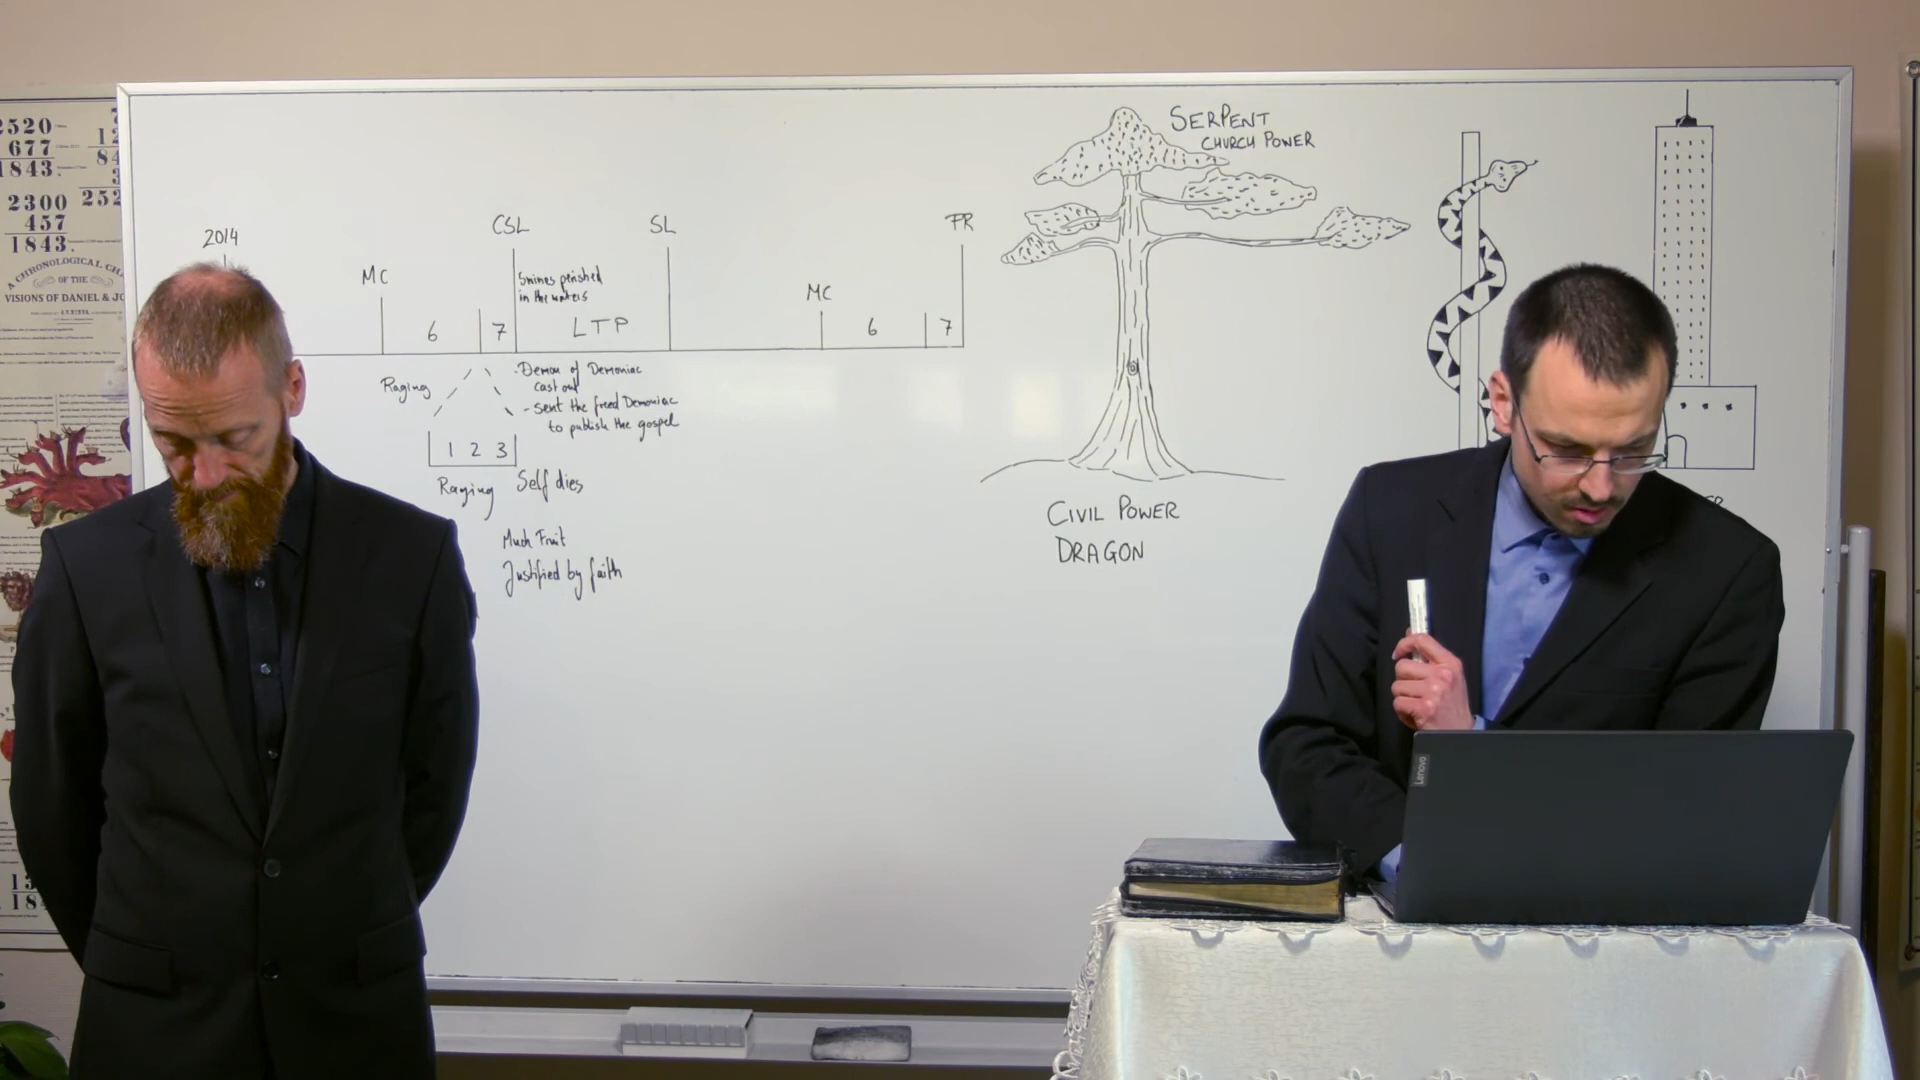 2520
677
1843.
2300
457
1843.
252
A CHRONOLOGICAL CH
OF THE
VISIONS OF DANIEL & JO
2014
MC
6
7
CSL
Swines perished
in the waters
LTP
SL
MC
6
7
PR
Raging
- Demon of Demoniac
cast out
- sent the freed Demoniac
to publish the gospel
1 2 3
Raging
Self dies
Much Fruit
Justified by faith
SERPENT
CHURCH POWER
CIVIL POWER
DRAGON
Lenovo